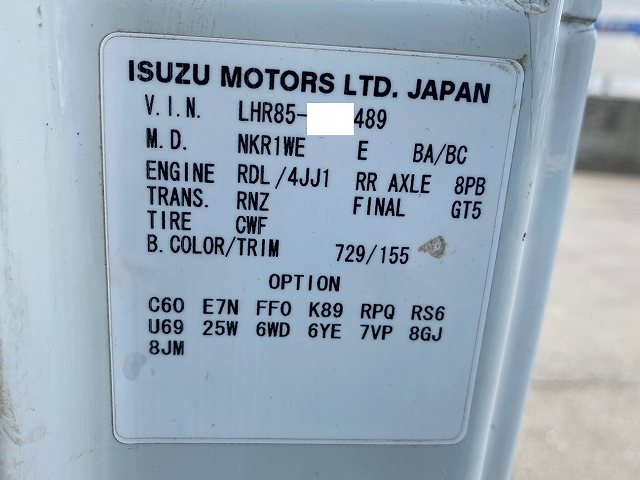 ISUZU MOTORS LTD. JAPAN
V.I.N. LHR85- 489
M.D. NKR1WE E BA/BC
ENGINE RDL/4JJ1 RR AXLE 8PB
TRANS. RNZ FINAL GT5
TIRE CWF
B.COLOR/TRIM 729/155
OPTION
C60 E7N FF0 K89 RPQ RS6
U69 25W 6WD 6YE 7VP 8GJ
8JM